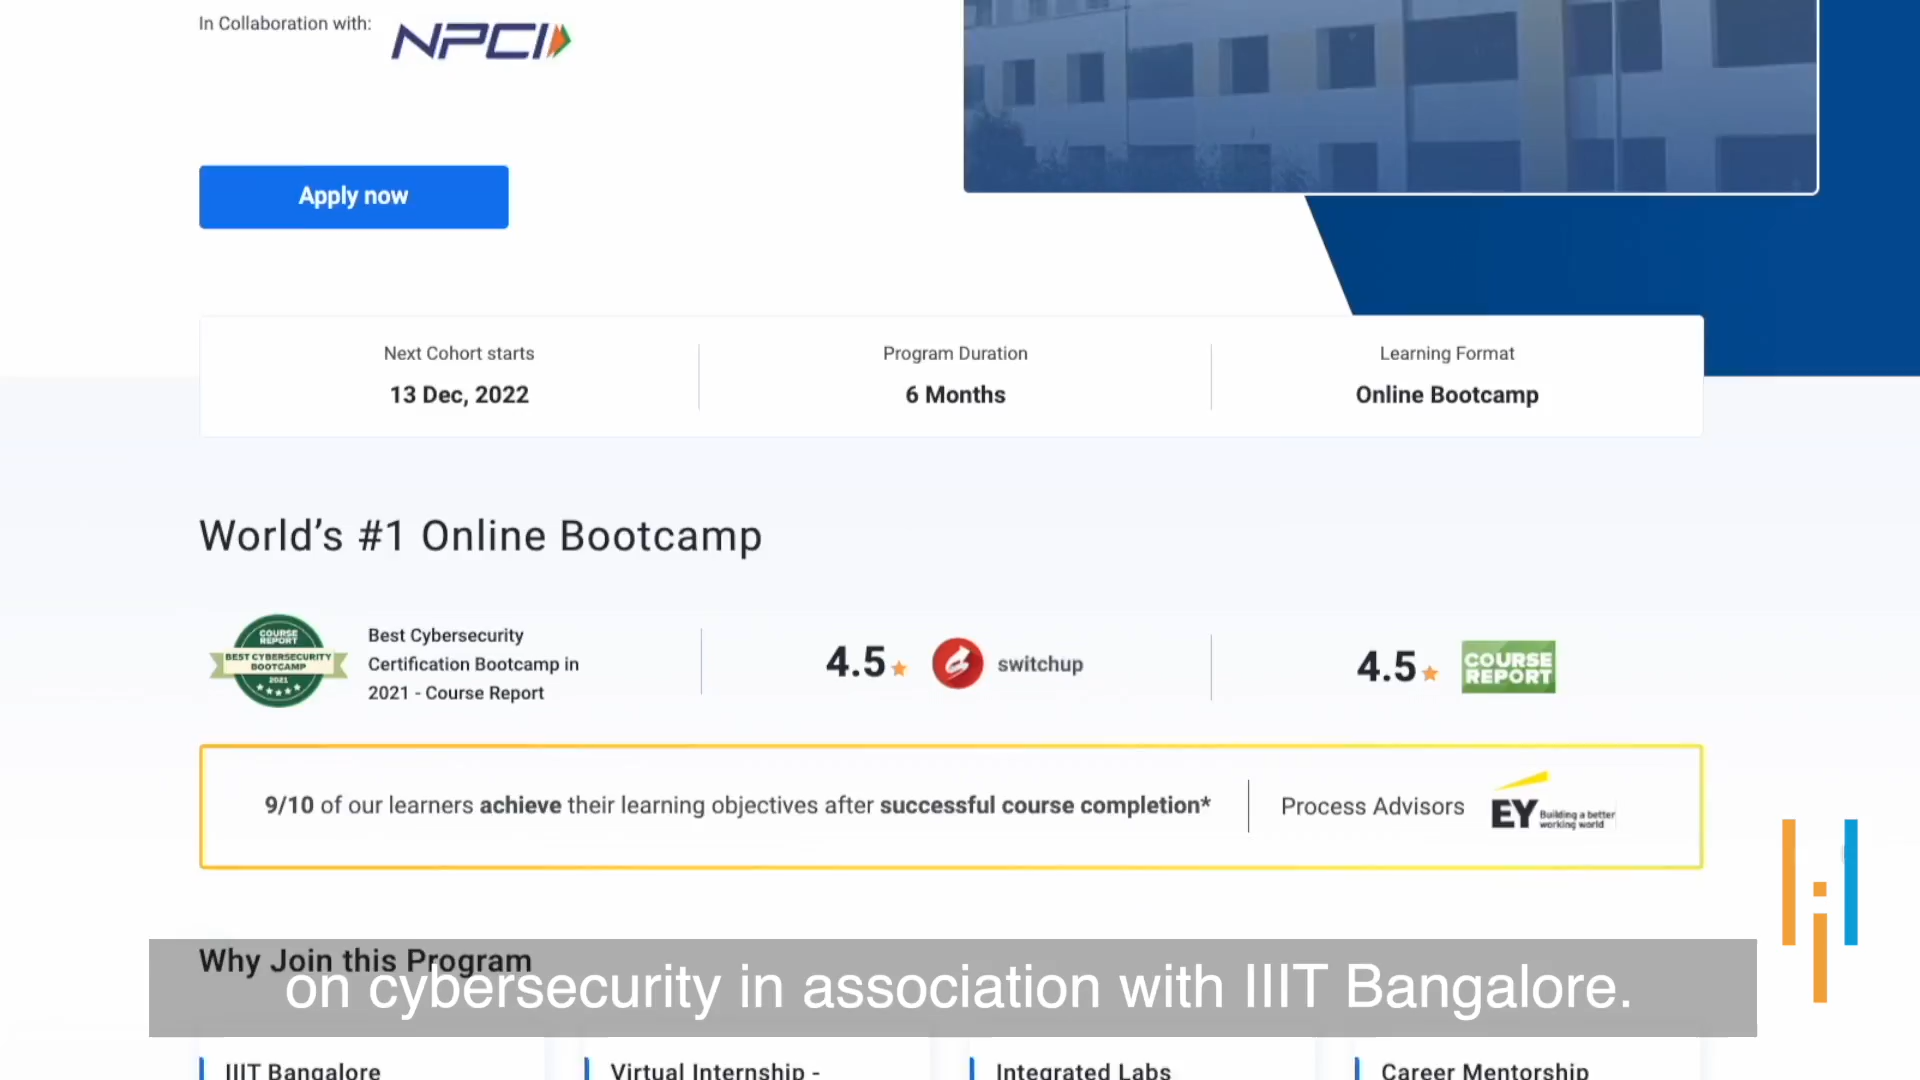 In Collaboration with:
NPCI
Apply now
Next Cohort starts
13 Dec, 2022
Program Duration
6 Months
Learning Format
Online Bootcamp
World's #1 Online Bootcamp
COURSE
REPORT
BEST CYBERSECURITY
BOOTCAMP
2021
Best Cybersecurity
Certification Bootcamp in
2021 - Course Report
4.5
switchup
4.5
COURSE
REPORT
9/10 of our learners achieve their learning objectives after successful course completion*
Process Advisors
EY
Building a better
working world
Why Join this Program
on cybersecurity in association with IIIT Bangalore.
IIIT Bangalore
Virtual Internship -
Integrated Labs
Career Mentorship